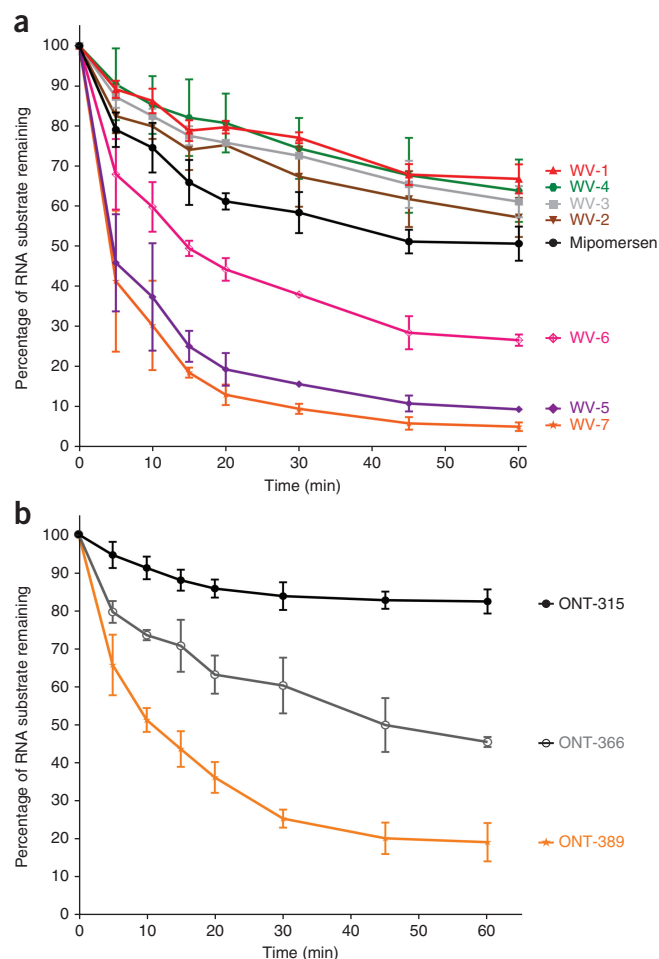 a
Percentage of RNA substrate remaining
100
90
80
70
60
50
40
30
20
10
0
0
10
20
30
40
50
60
Time (min)
WV-1
WV-4
WV-3
WV-2
Mipomersen
WV-6
WV-5
WV-7
b
Percentage of RNA substrate remaining
100
90
80
70
60
50
40
30
20
10
0
0
10
20
30
40
50
60
Time (min)
ONT-315
ONT-366
ONT-389